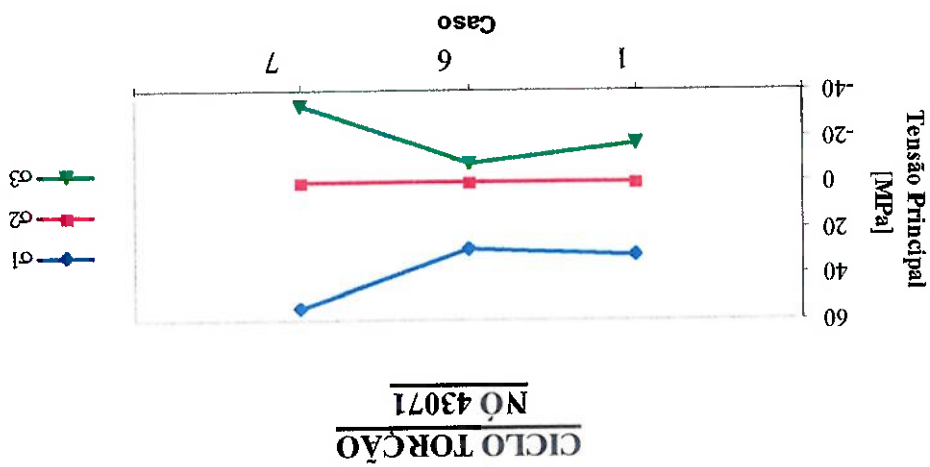 CICLO TORÇÃO
NÓ 43071
Tensão Principal
[MPa]
60
40
20
0
-20
-40
1
6
7
Caso
σ1
σ2
σ3